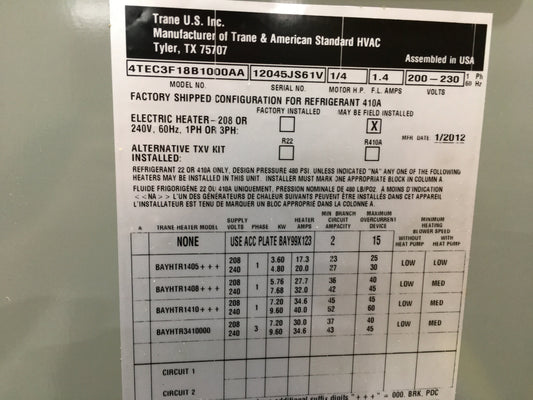 Trane U.S. Inc.
Manufacturer of Trane & American Standard HVAC
Tyler, TX 75707
Assembled in USA
4TEC3F18B1000AA 12045JS61V 1/4 1.4 200-230 1 Ph 60 Hz
MODEL NO. SERIAL NO. MOTOR H.P. F.L. AMPS VOLTS
FACTORY SHIPPED CONFIGURATION FOR REFRIGERANT 410A
FACTORY INSTALLED MAY BE FIELD INSTALLED
ELECTRIC HEATER-208 OR
240V, 60Hz, 1PH OR 3PH: X
MFR DATE: 1/2012
R22 R410A
ALTERNATIVE TXV KIT
INSTALLED:
REFRIGERANT 22 OR 410A ONLY, DESIGN PRESSURE 480 PSI. UNLESS INDICATED "NA" ANY ONE OF THE FOLLOWING
HEATERS MAY BE INSTALLED IN THIS UNIT. INSTALLER MUST MARK ONE APPROPRIATE BLOCK IN COLUMN A.
FLUIDE FRIGORIGÉNE 22 OU 410A UNIQUEMENT, PRESSION NOMINALE DE 480 LB/PO2. A MOINS D'INDICATION
<<NA>> L'UN DES GÉNÉRATEURS DE CHALEUR SUIVANTS PEUVENT ÉTRE INSTALLÉS DANS CET APPAREIL
L'INSTALLATEUR EST TENU DE MARQUER UN BLOC APPROPRIE DANS LA COLONNE A.
A TRANE HEATER MODEL SUPPLY VOLTS PHASE KW HEATER AMPS MIN BRANCH CIRCUIT AMPACITY MAXIMUM OVERCURRENT DEVICE MINIMUM HEATING BLOWER SPEED
WITHOUT HEAT PUMP WITH HEAT PUMP
NONE USE ACC PLATE BAY99X123 2 15
BAYHTR1405+++ 208 1 3.60 17.3 23 25 LOW LOW
240 4.80 20.0 27 30
BAYHTR1408+++ 208 1 5.76 27.7 36 40 LOW MED
240 7.68 32.0 42 45
BAYHTR1410+++ 208 1 7.20 34.6 45 45 LOW MED
240 9.60 40.0 52 60
BAYHTR3410000 208 3 7.20 30.0 37 40 LOW MED
240 9.60 34.6 43 45
CIRCUIT 1
CIRCUIT 2
additional suffix digits "+++" = 000, BRK, PDC